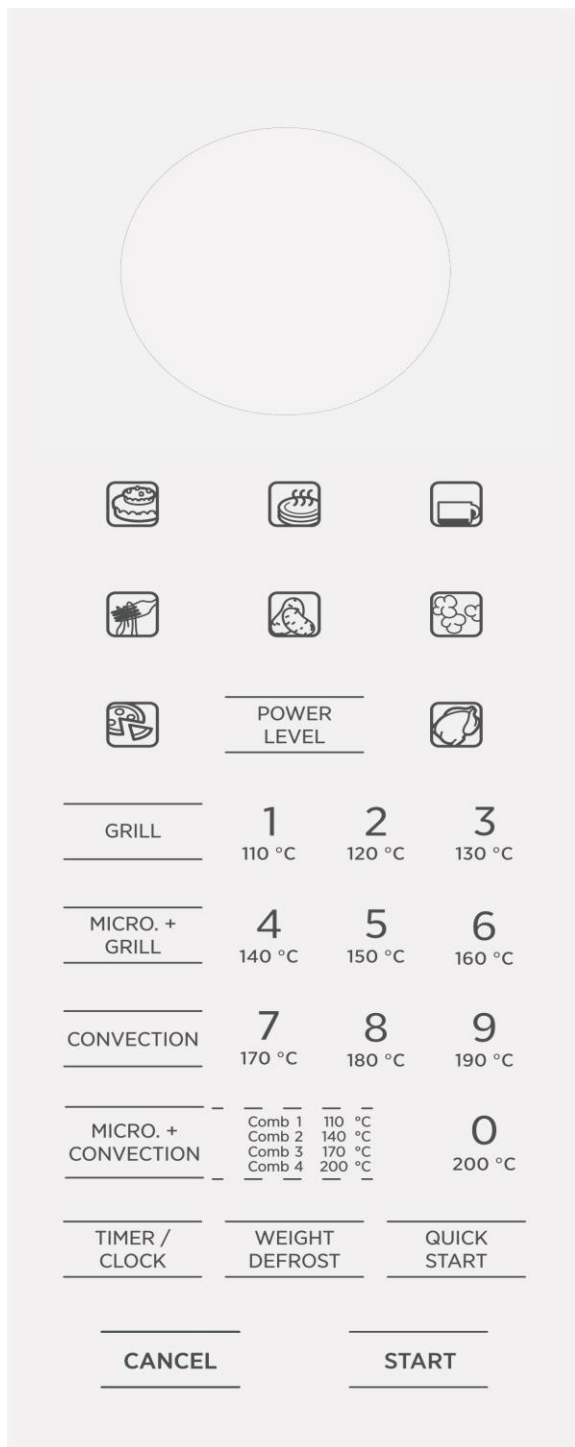 POWER
LEVEL
GRILL
1
110 °C
2
120 °C
3
130 °C
MICRO. +
GRILL
4
140 °C
5
150 °C
6
160 °C
CONVECTION
7
170 °C
8
180 °C
9
190 °C
MICRO. +
CONVECTION
Comb 1 110 °C
Comb 2 140 °C
Comb 3 170 °C
Comb 4 200 °C
0
200 °C
TIMER /
CLOCK
WEIGHT
DEFROST
QUICK
START
CANCEL
START